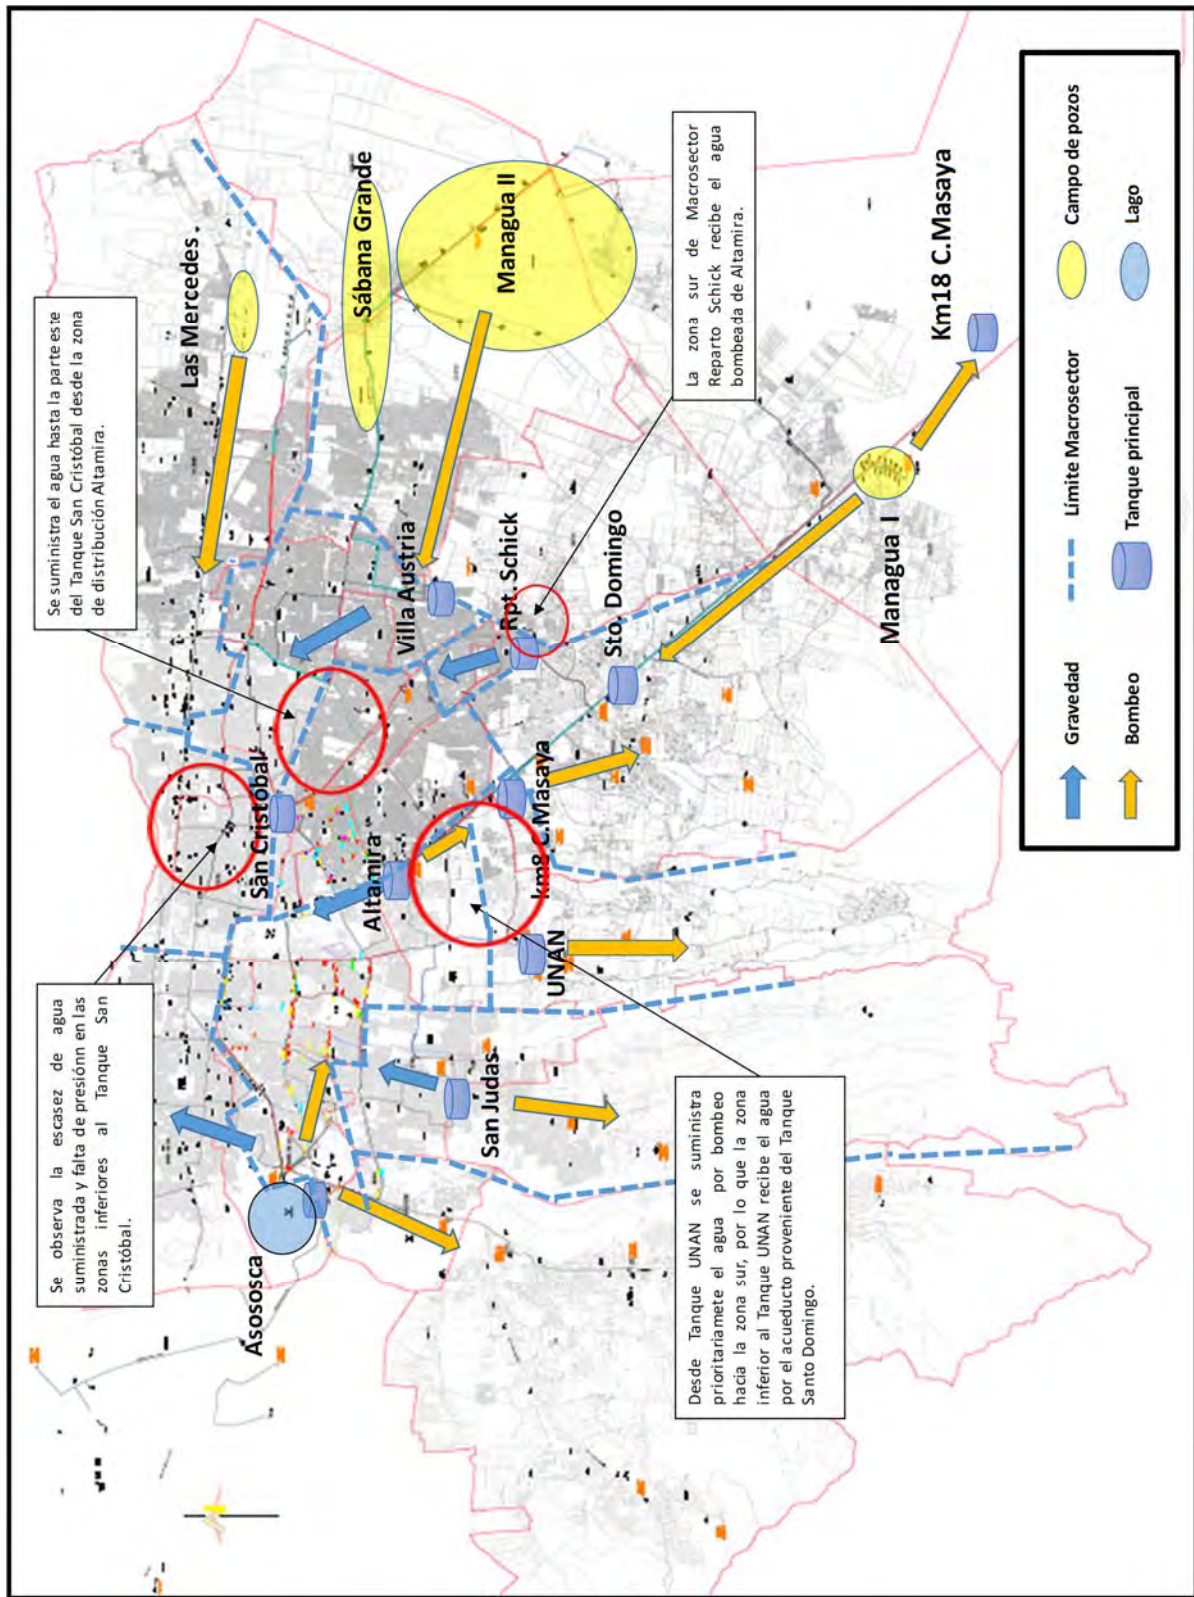 Se observa la escasez de agua
suministrada y falta de presiónn en las
zonas inferiores al Tanque San
Cristóbal.
Se suministra el agua hasta la parte este
del Tanque San Cristóbal desde la zona
de distribución Altamira.
Las Mercedes
Sábana Grande
Managua II
San Cristobal
Villa Austria
Asososca
Altamira
Rpt. Schick
La zona sur de Macrosector
Reparto Schick recibe el agua
bombeada de Altamira.
San Judas
UNAN
km8 C.Masaya
Sto. Domingo
Desde Tanque UNAN se suministra
prioritariamete el agua por bombeo
hacia la zona sur, por lo que la zona
inferior al Tanque UNAN recibe el agua
por el acueducto proveniente del Tanque
Santo Domingo.
Managua I
Km18 C.Masaya
Gravedad
Límite Macrosector
Campo de pozos
Bombeo
Tanque principal
Lago